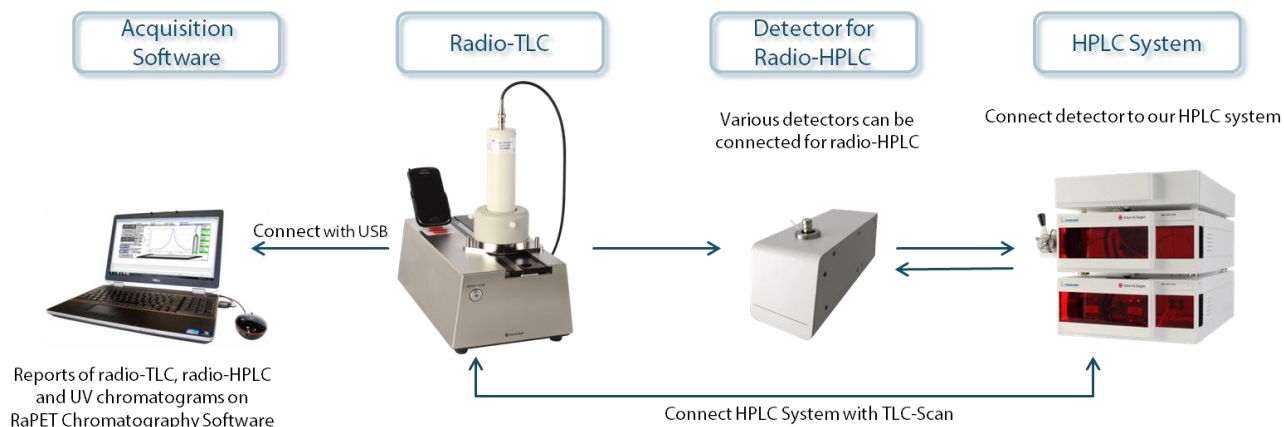 Acquisition
Software
Radio-TLC
Detector for
Radio-HPLC
HPLC System
Various detectors can be
connected for radio-HPLC
Connect detector to our HPLC system
Connect with USB
Reports of radio-TLC, radio-HPLC
and UV chromatograms on
RaPET Chromatography Software
Connect HPLC System with TLC-Scan